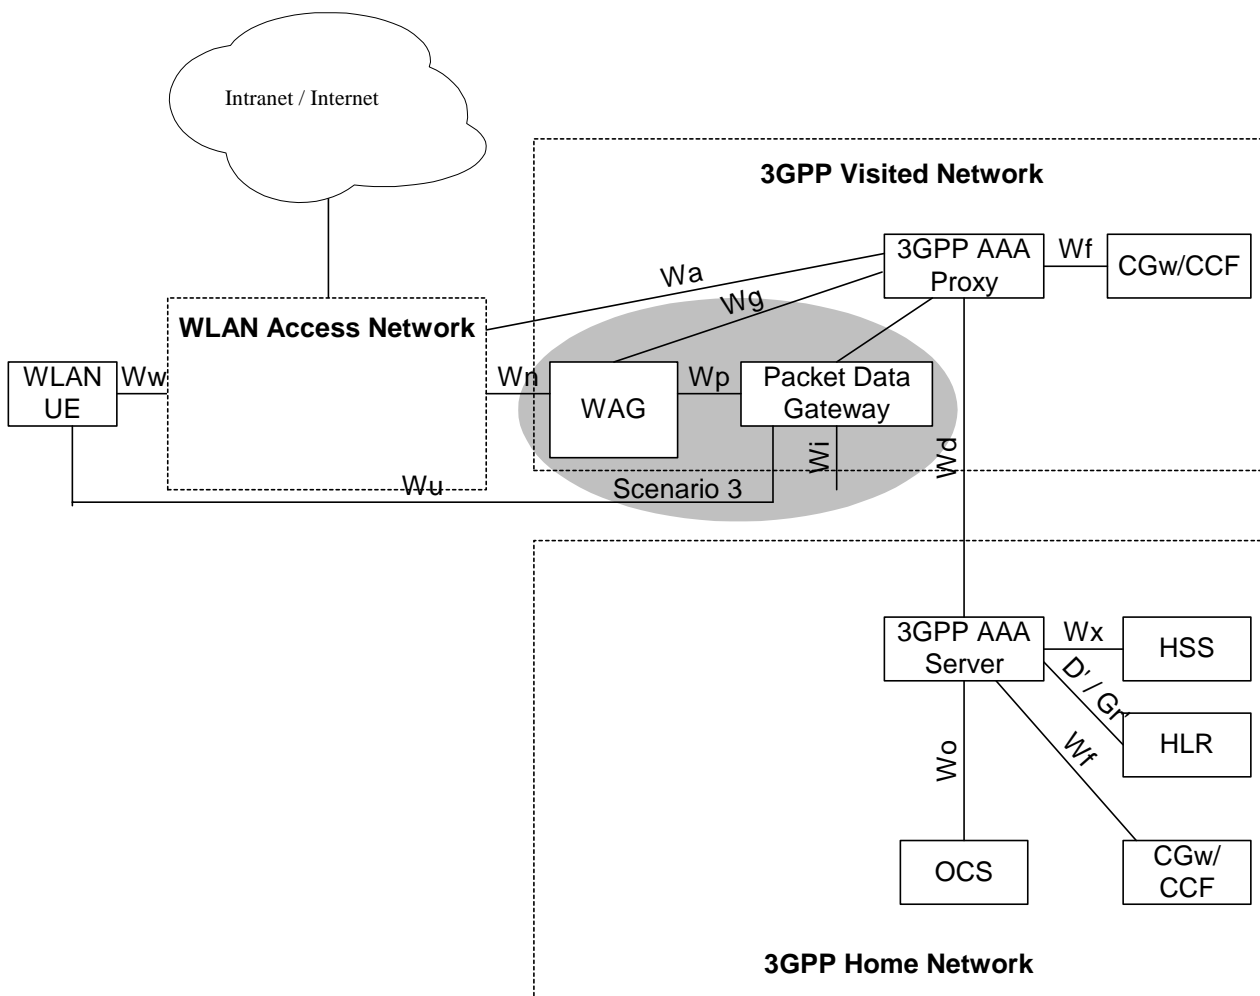 Intranet / Internet
3GPP Visited Network
3GPP AAA
Proxy
Wf
CGw/CCF
Wa
Wg
WLAN Access Network
WLAN
UE
Ww
Wn
WAG
Wp
Packet Data
Gateway
Wi
Wd
Wu
Scenario 3
3GPP AAA
Server
Wx
HSS
D' / Gr'
HLR
Wf
Wo
OCS
CGw/
CCF
3GPP Home Network